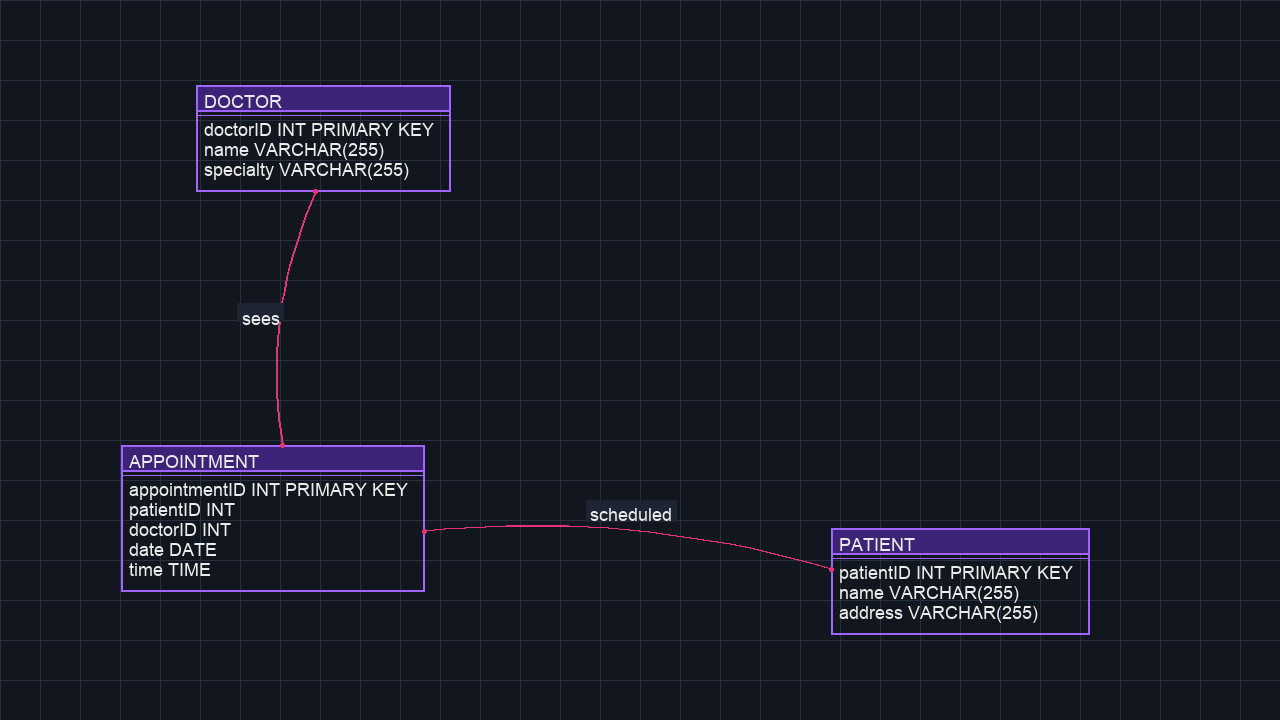 DOCTOR
doctorID INT PRIMARY KEY
name VARCHAR(255)
specialty VARCHAR(255)
sees
APPOINTMENT
appointmentID INT PRIMARY KEY
patientID INT
doctorID INT
date DATE
time TIME
scheduled
PATIENT
patientID INT PRIMARY KEY
name VARCHAR(255)
address VARCHAR(255)